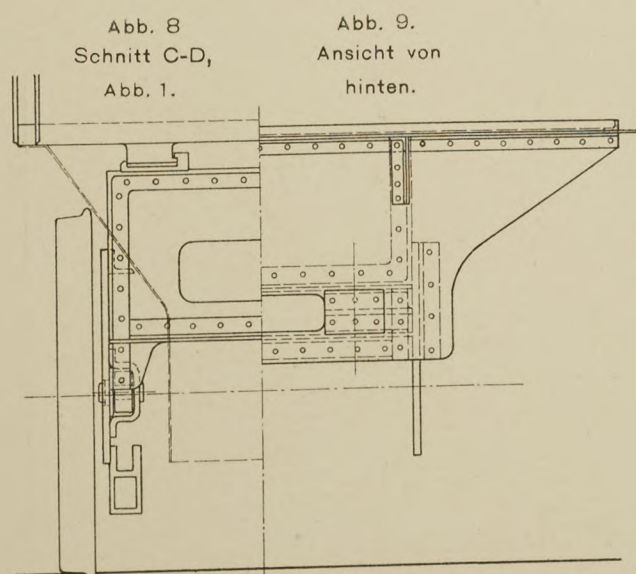 Abb. 8
Schnitt C-D,
Abb. 1.
Abb. 9.
Ansicht von
hinten.